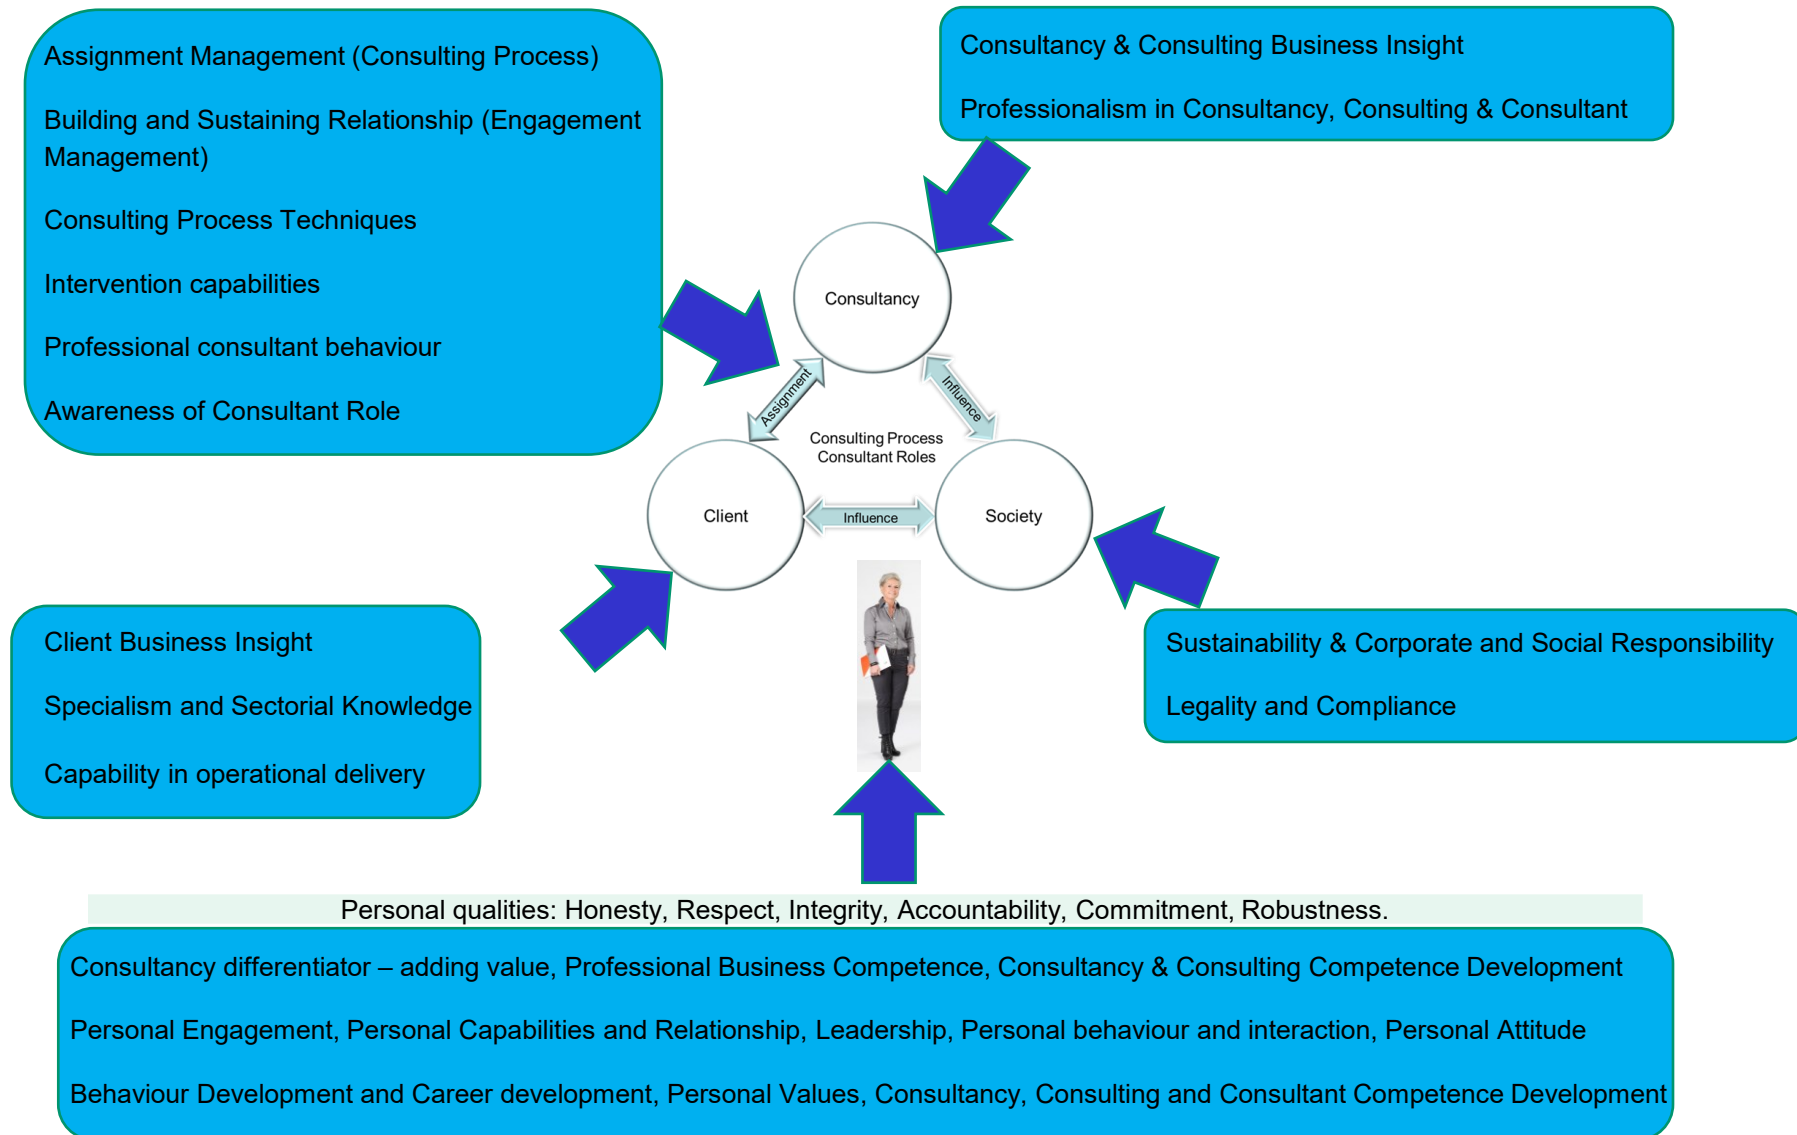 Assignment Management (Consulting Process)
Building and Sustaining Relationship (Engagement
Management)
Consulting Process Techniques
Intervention capabilities
Professional consultant behaviour
Awareness of Consultant Role
Consultancy & Consulting Business Insight
Professionalism in Consultancy, Consulting & Consultant
Consultancy
Assignment
Influence
Consulting Process
Consultant Roles
Client
Influence
Society
Client Business Insight
Specialism and Sectorial Knowledge
Capability in operational delivery
Sustainability & Corporate and Social Responsibility
Legality and Compliance
Personal qualities: Honesty, Respect, Integrity, Accountability, Commitment, Robustness.
Consultancy differentiator – adding value, Professional Business Competence, Consultancy & Consulting Competence Development
Personal Engagement, Personal Capabilities and Relationship, Leadership, Personal behaviour and interaction, Personal Attitude
Behaviour Development and Career development, Personal Values, Consultancy, Consulting and Consultant Competence Development